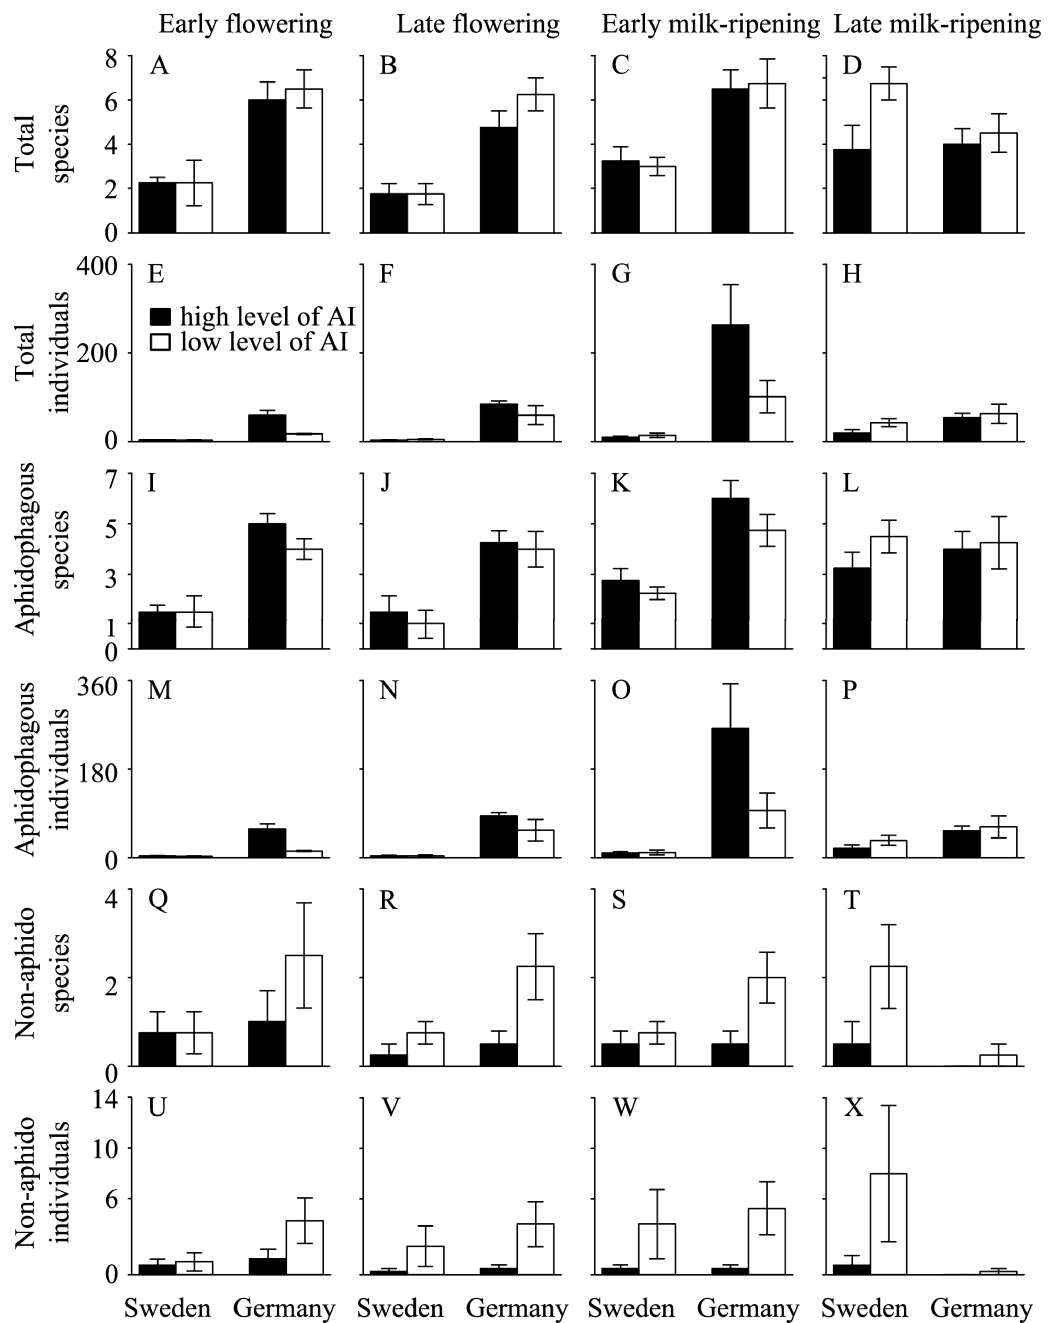 Early flowering Late flowering Early milk-ripening Late milk-ripening
Total
species
8
6
4
2
0
A B C D
Total
individuals
400
200
0
E F G H
high level of AI
low level of AI
Aphidophagous
species
7
5
3
1
0
I J K L
Aphidophagous
individuals
360
180
0
M N O P
Non-aphido
species
4
2
0
Q R S T
Non-aphido
individuals
14
10
6
0
U V W X
Sweden Germany Sweden Germany Sweden Germany Sweden Germany